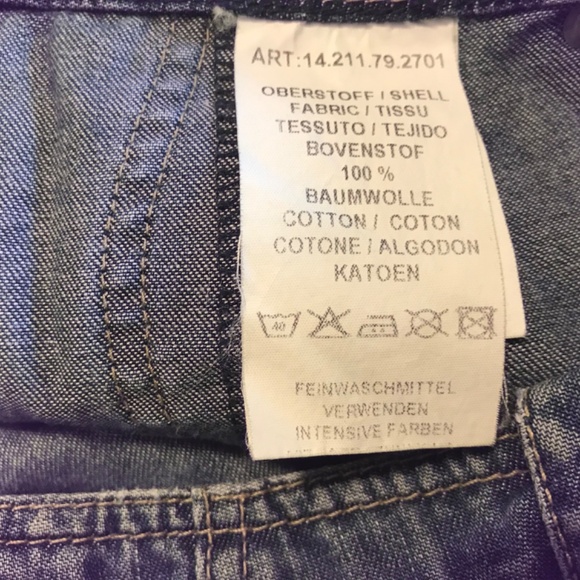 ART:14.211.79.2701
OBERSTOFF / SHELL
FABRIC / TISSU
TESSUTO / TEJIDO
BOVENSTOF
100 %
BAUMWOLLE
COTTON / COTON
COTONE / ALGODON
KATOEN
40
FEINWASCHMITTEL
VERWENDEN
INTENSIVE FARBEN